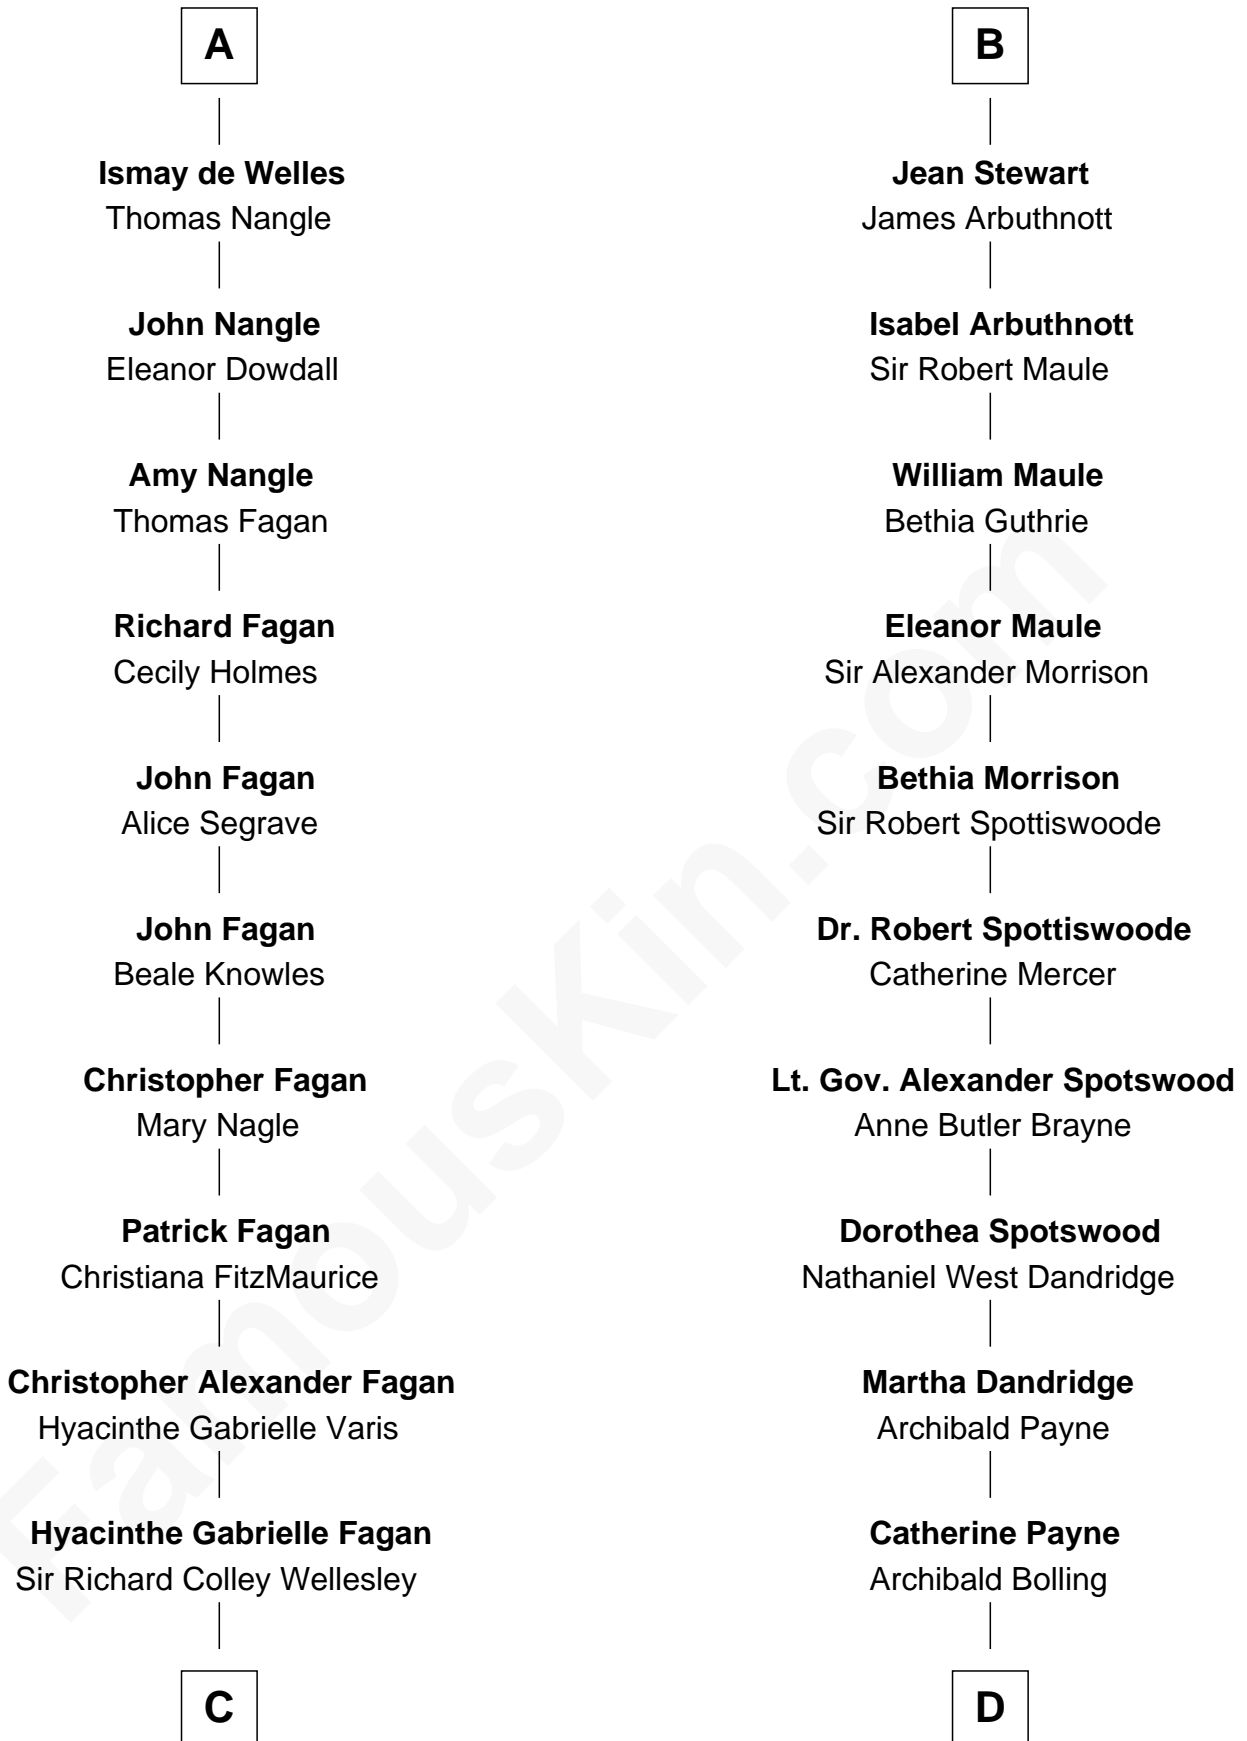 A
Ismay de Welles
Thomas Nangle
John Nangle
Eleanor Dowdall
Amy Nangle
Thomas Fagan
Richard Fagan
Cecily Holmes
John Fagan
Alice Segrave
John Fagan
Beale Knowles
Christopher Fagan
Mary Nagle
Patrick Fagan
Christiana FitzMaurice
Christopher Alexander Fagan
Hyacinthe Gabrielle Varis
Hyacinthe Gabrielle Fagan
Sir Richard Colley Wellesley
C
B
Jean Stewart
James Arbuthnott
Isabel Arbuthnott
Sir Robert Maule
William Maule
Bethia Guthrie
Eleanor Maule
Sir Alexander Morrison
Bethia Morrison
Sir Robert Spottiswoode
Dr. Robert Spottiswoode
Catherine Mercer
Lt. Gov. Alexander Spotswood
Anne Butler Brayne
Dorothea Spotswood
Nathaniel West Dandridge
Martha Dandridge
Archibald Payne
Catherine Payne
Archibald Bolling
D
FamousKin.com